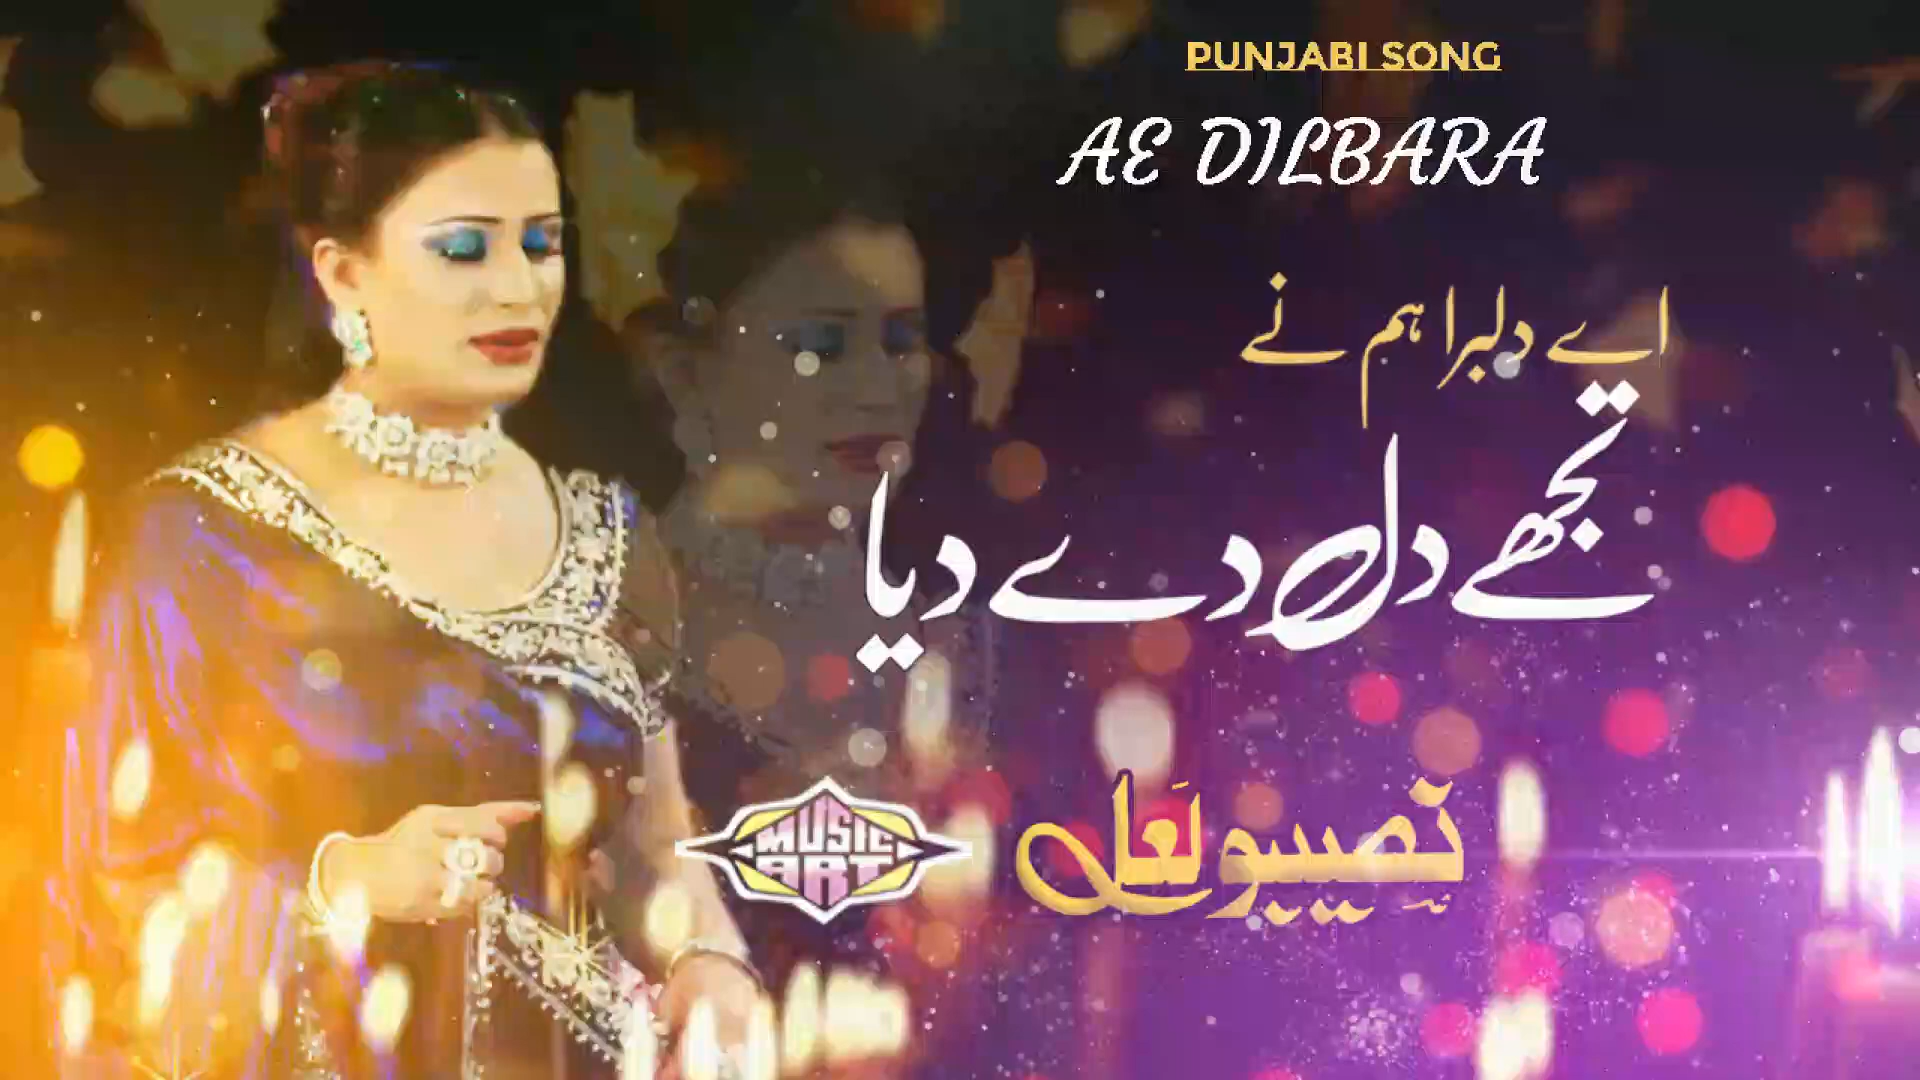 PUNJABI SONG
AE DILBARA
اے دلبرا ہم نے
تجھے دل دے دیا
MUSIC
ART
نصیبو لعل